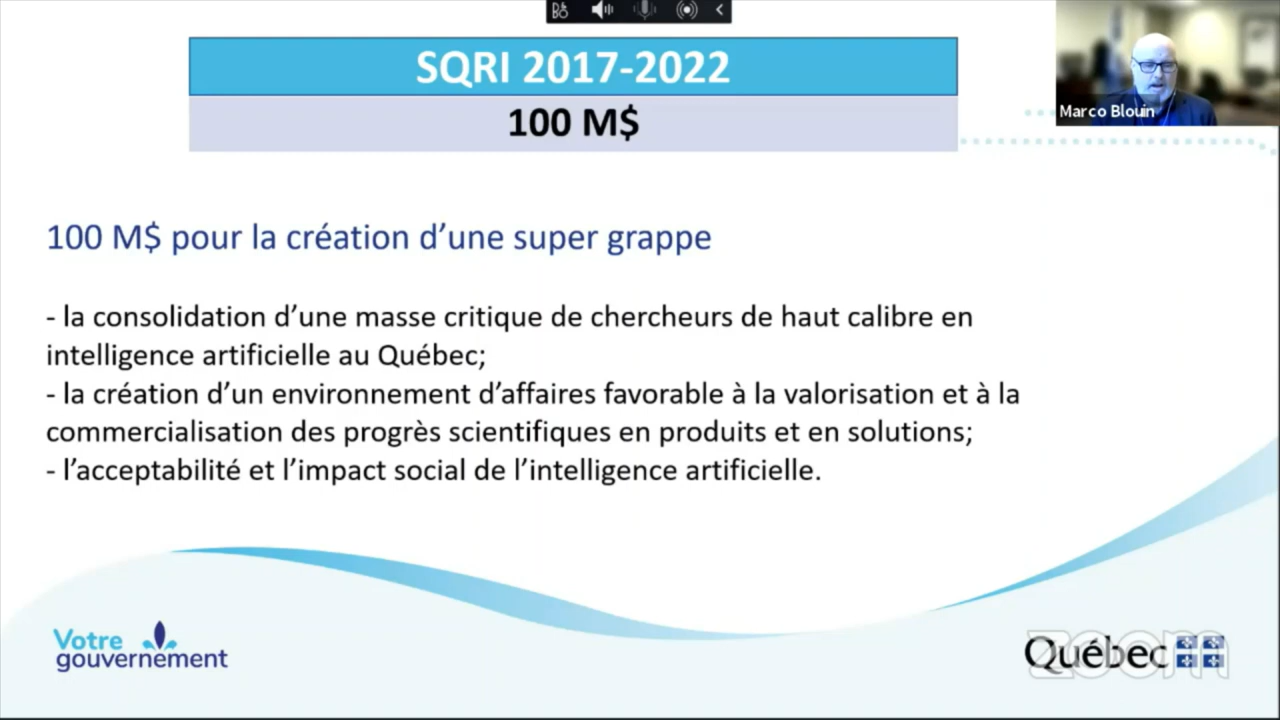 SQRI 2017-2022
Marco Blouin
100 M$
100 M$ pour la création d’une super grappe
- la consolidation d’une masse critique de chercheurs de haut calibre en
intelligence artificielle au Québec;
- la création d’un environnement d’affaires favorable à la valorisation et à la
commercialisation des progrès scientifiques en produits et en solutions;
- l’acceptabilité et l’impact social de l’intelligence artificielle.
Votre
gouvernement
Québec
zoom